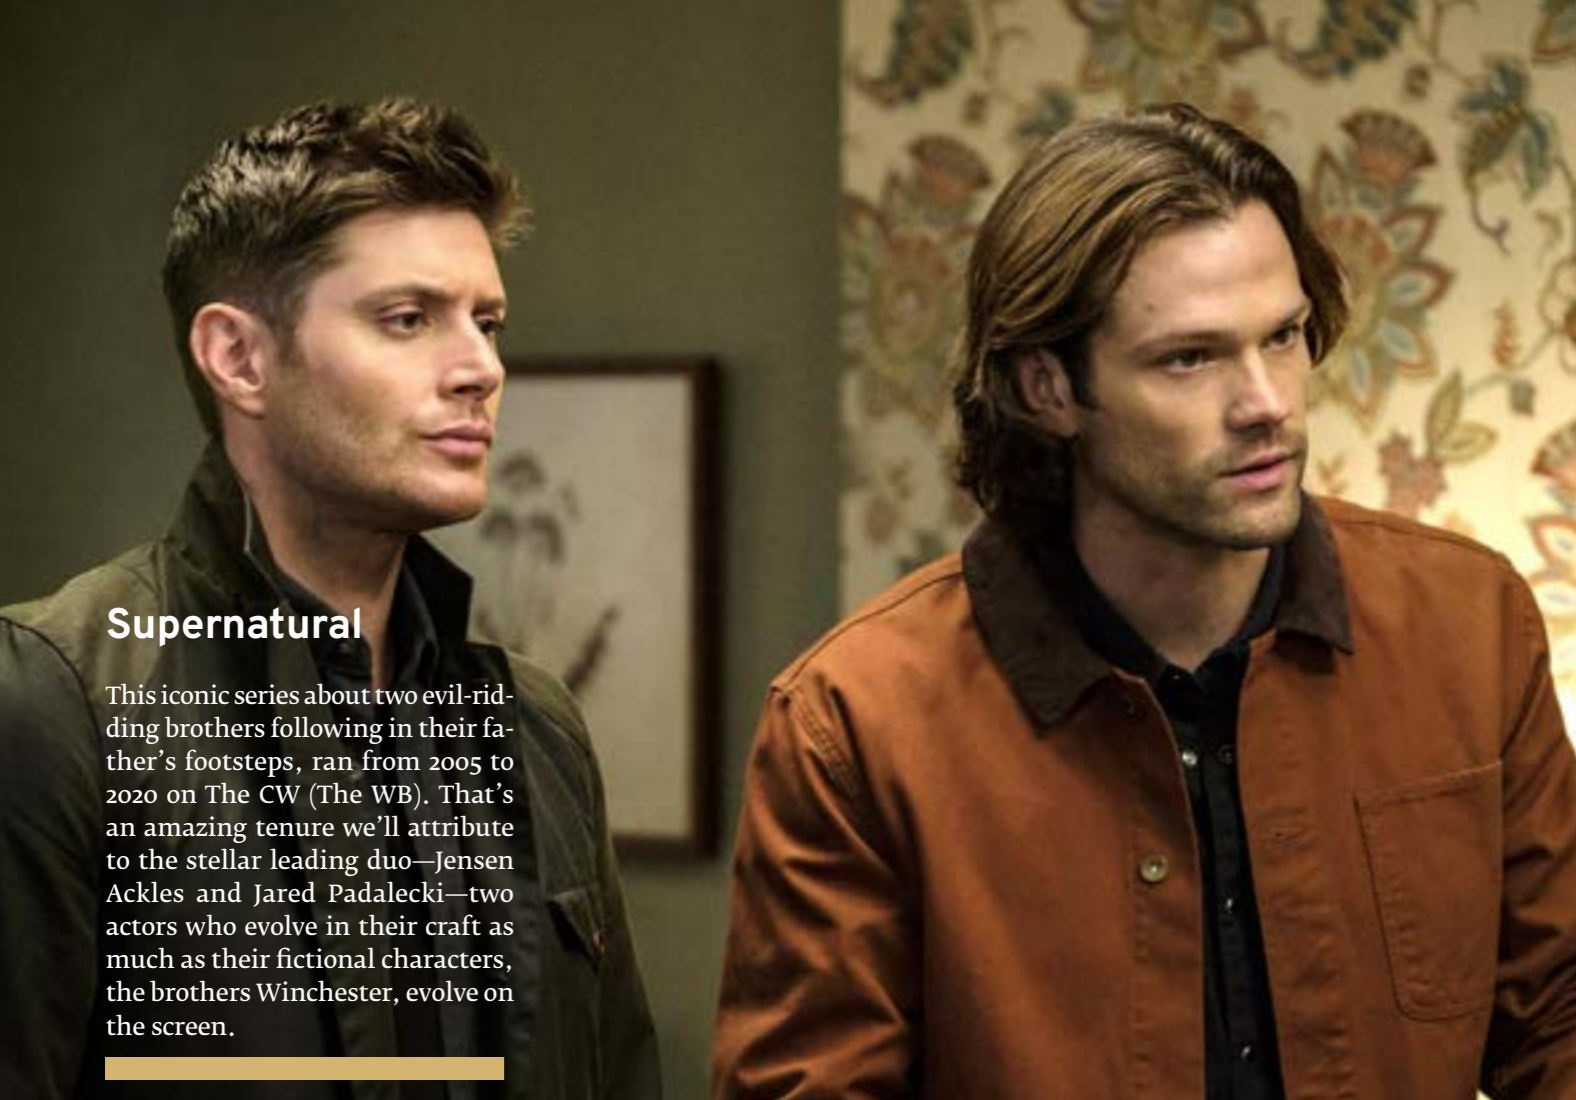 Supernatural
This iconic series about two evil-rid-
ding brothers following in their fa-
ther’s footsteps, ran from 2005 to
2020 on The CW (The WB). That’s
an amazing tenure we’ll attribute
to the stellar leading duo—Jensen
Ackles and Jared Padalecki—two
actors who evolve in their craft as
much as their fictional characters,
the brothers Winchester, evolve on
the screen.